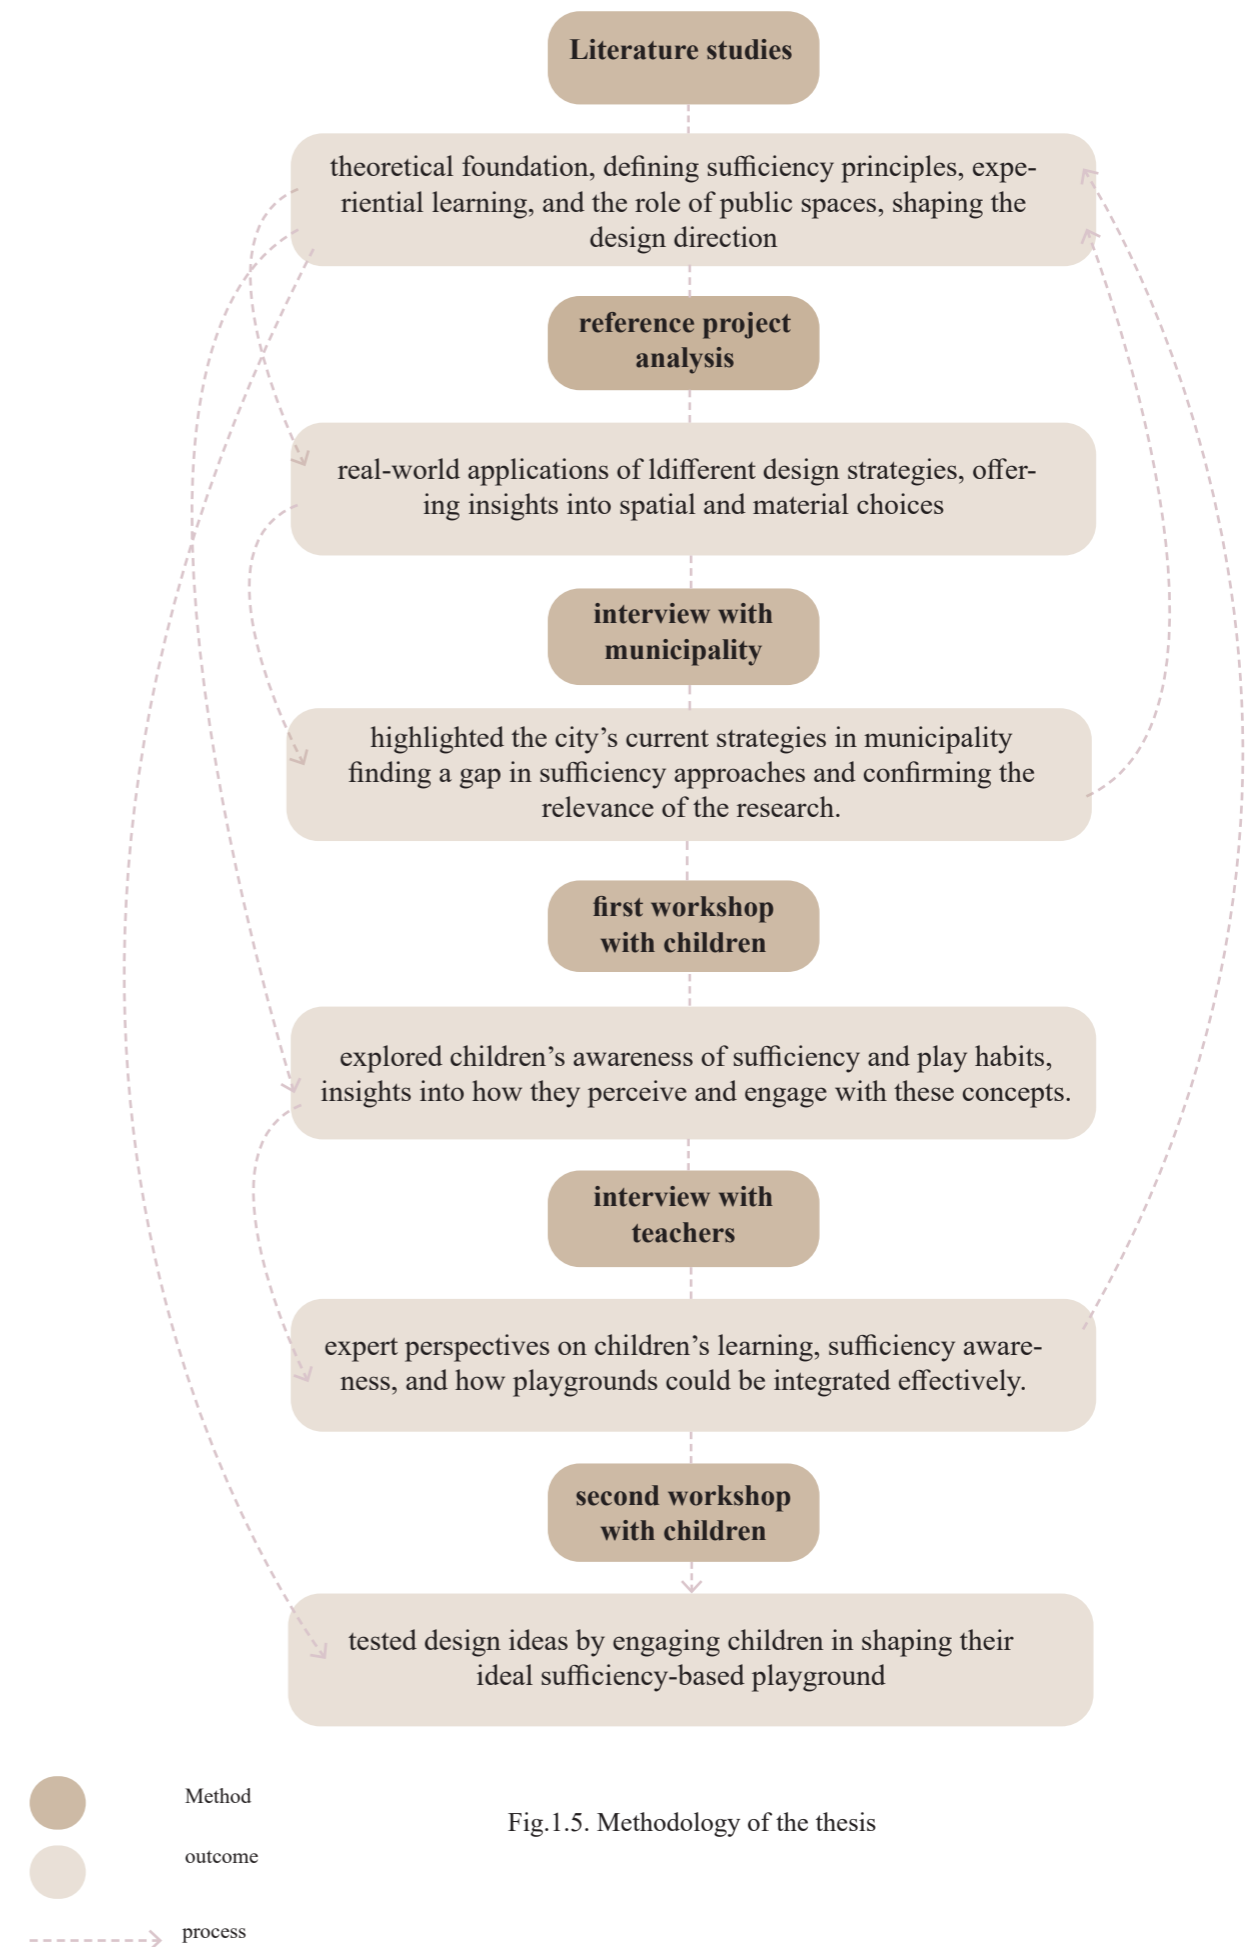 Literature studies
theoretical foundation, defining sufficiency principles, expe-
riential learning, and the role of public spaces, shaping the
design direction
reference project
analysis
real-world applications of ldifferent design strategies, offer-
ing insights into spatial and material choices
interview with
municipality
highlighted the city’s current strategies in municipality
finding a gap in sufficiency approaches and confirming the
relevance of the research.
first workshop
with children
explored children’s awareness of sufficiency and play habits,
insights into how they perceive and engage with these concepts.
interview with
teachers
expert perspectives on children’s learning, sufficiency aware-
ness, and how playgrounds could be integrated effectively.
second workshop
with children
tested design ideas by engaging children in shaping their
ideal sufficiency-based playground
Method
Fig.1.5. Methodology of the thesis
outcome
process